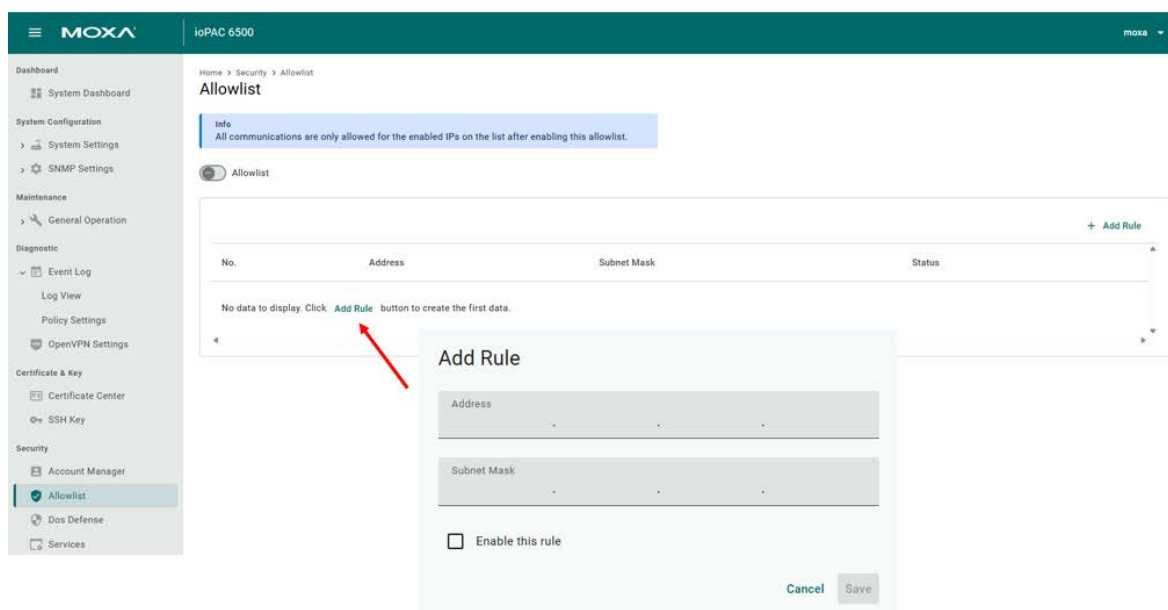 MOXA
ioPAC 6500
moxa
Dashboard
System Dashboard
System Configuration
System Settings
SNMP Settings
Maintenance
General Operation
Diagnostic
Event Log
Log View
Policy Settings
OpenVPN Settings
Certificate & Key
Certificate Center
SSH Key
Security
Account Manager
Allowlist
Dos Defense
Services
Home > Security > Allowlist
Allowlist
Info
All communications are only allowed for the enabled IPs on the list after enabling this allowlist.
Allowlist
+ Add Rule
No. Address Subnet Mask Status
No data to display. Click Add Rule button to create the first data.
Add Rule
Address
. . .
Subnet Mask
. . .
Enable this rule
Cancel Save